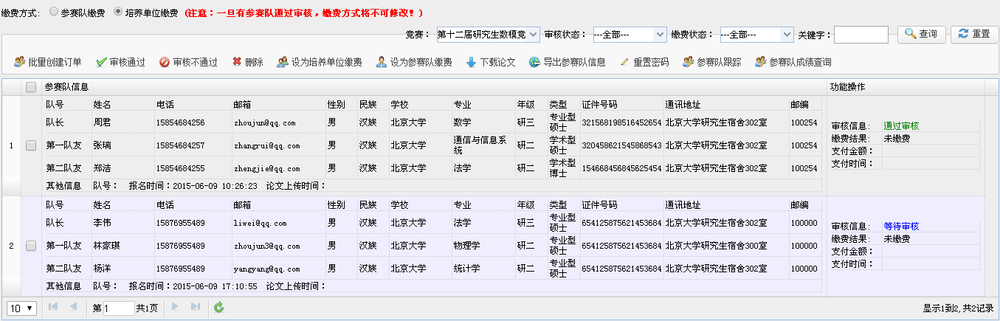 缴费方式: 参赛队缴费 培养单位缴费 (注意：一旦有参赛队通过审核，缴费方式将不可修改！)
竞赛： 第十二届研究生数模竞 审核状态： ---全部--- 缴费状态： ---全部--- 关键字： 查询 重置
批量创建订单 审核通过 审核不通过 删除 设为培养单位缴费 设为参赛队缴费 下载论文 导出参赛队信息 重置密码 参赛队跟踪 参赛队成绩查询
参赛队信息 功能操作
队号 姓名 电话 邮箱 性别 民族 学校 专业 年级 类型 证件号码 通讯地址 邮编
队长 周君 15854684256 zhoujun@qq.com 男 汉族 北京大学 数学 研三 专业型硕士 321568198516452654 北京大学研究生宿舍302室 100254
1 第一队友 张瑞 15854684257 zhangrui@qq.com 男 汉族 北京大学 通信与信息系统 研二 学术型硕士 320458621545868543 北京大学研究生宿舍302室 100254
第二队友 郑洁 15854684255 zhengjie@qq.com 男 汉族 北京大学 法学 研二 学术型博士 154668456845625454 北京大学研究生宿舍302室 100254
其他信息 队号： 报名时间：2015-06-09 10:26:23 论文上传时间：
审核信息: 通过审核
缴费结果: 未缴费
支付金额：
支付时间：
队号 姓名 电话 邮箱 性别 民族 学校 专业 年级 类型 证件号码 通讯地址 邮编
队长 李伟 15876955489 liwei@qq.com 男 汉族 北京大学 法学 研三 专业型硕士 654125875621453684 北京大学研究生宿舍302室 100000
2 第一队友 林家琪 15876955489 zhoujun3@qq.com 男 汉族 北京大学 物理学 研二 专业型硕士 654125875621453684 北京大学研究生宿舍300室 100000
第二队友 杨洋 15876955489 yangyang@qq.com 男 汉族 北京大学 统计学 研二 专业型硕士 654125875621453684 北京大学研究生宿舍302室 100000
其他信息 队号： 报名时间：2015-06-09 17:10:55 论文上传时间：
审核信息: 等待审核
缴费结果: 未缴费
支付金额：
支付时间：
10 第 1 共1页 显示1到2,共2记录